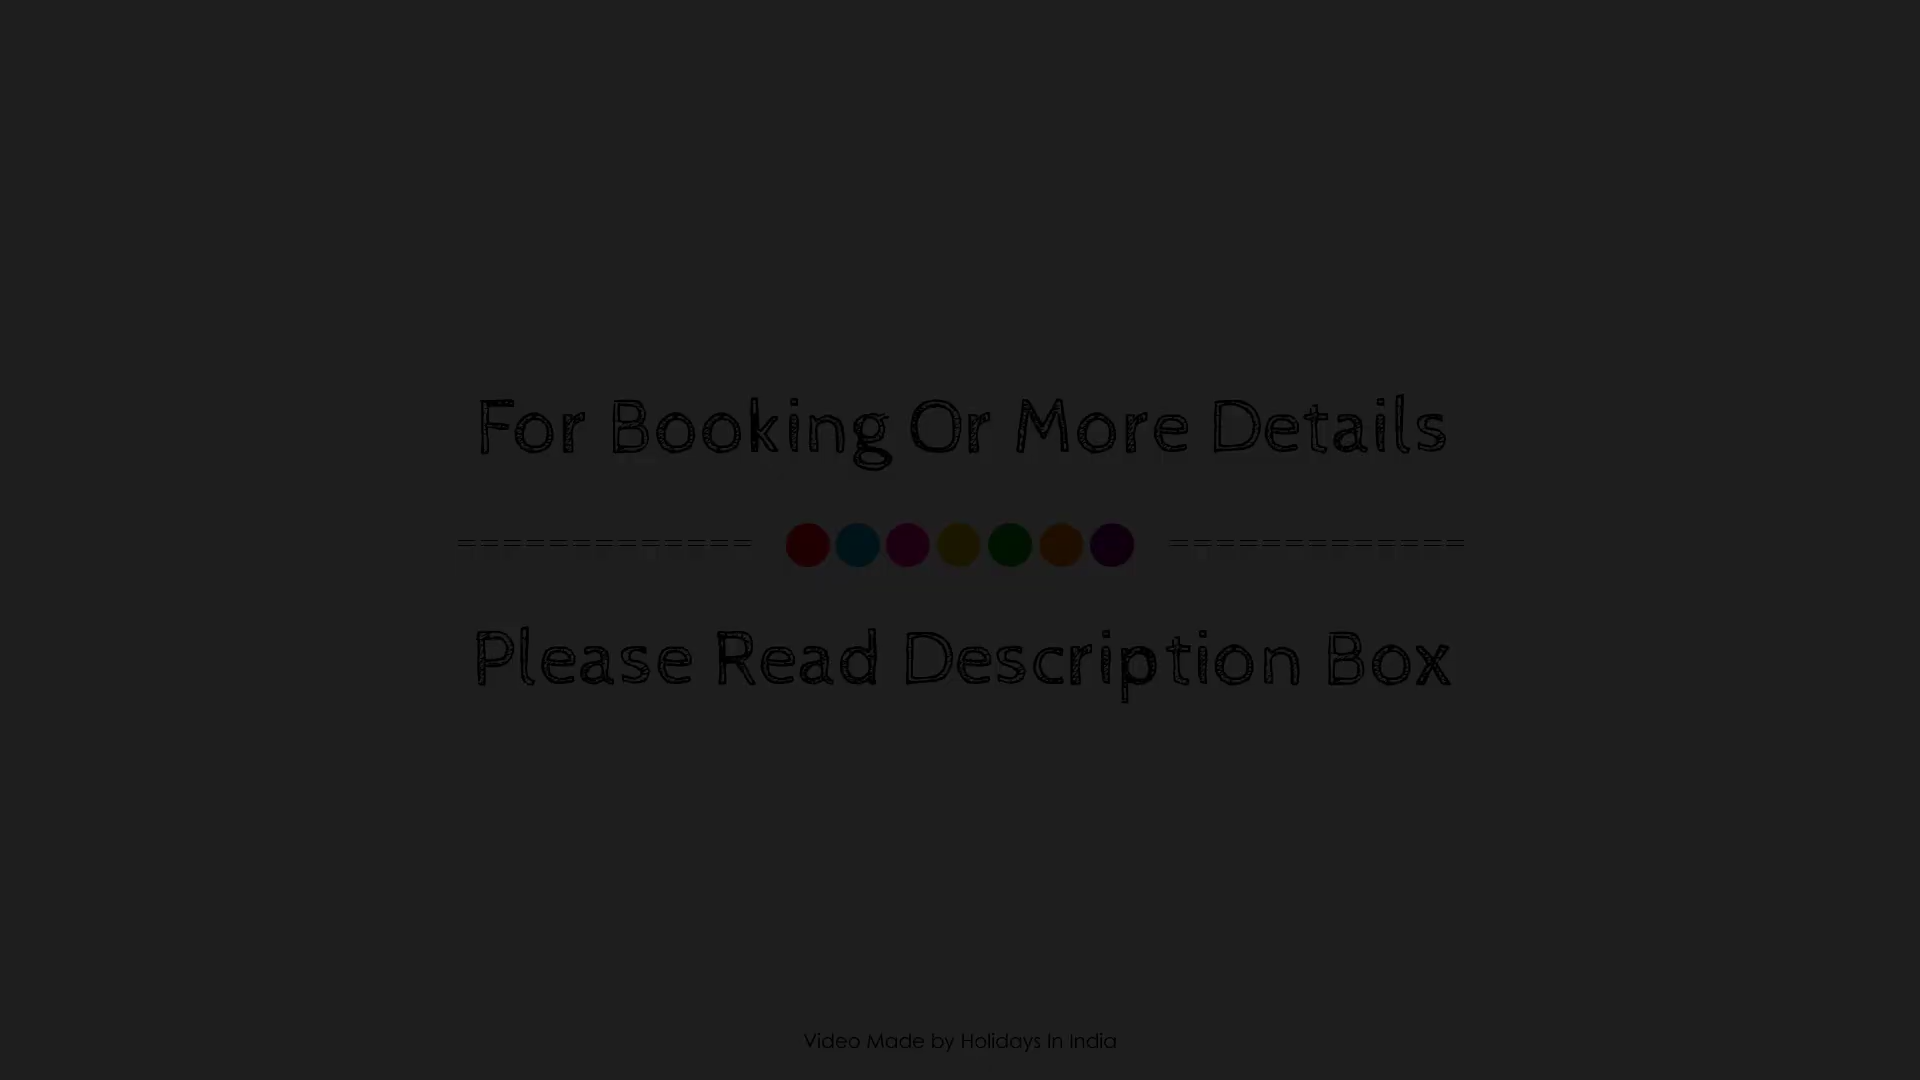 For Booking Or More Details
============= =============
Please Read Description Box
Video Made by Holidays In India